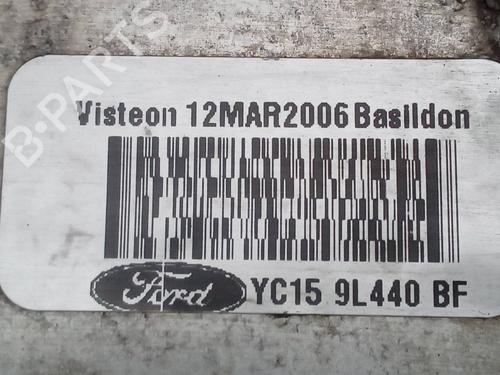 Visteon 12MAR2006 Basildon
B-PARTS
Ford YC15 9L440 BF